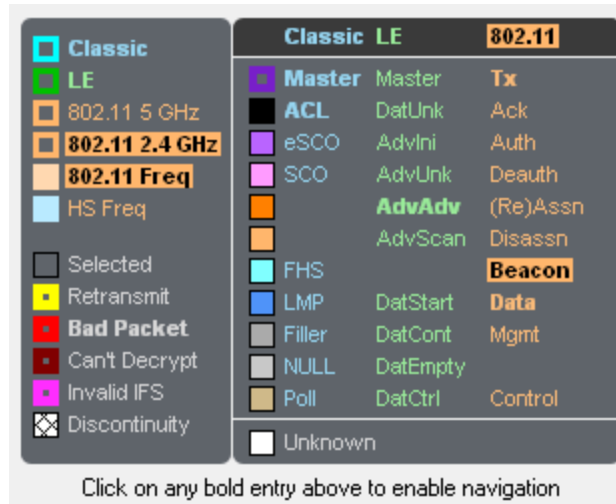 Classic
LE
802.11 5 GHz
802.11 2.4 GHz
802.11 Freq
HS Freq
Selected
Retransmit
Bad Packet
Can't Decrypt
Invalid IFS
Discontinuity
Classic LE 802.11
Master Master Tx
ACL DatUnk Ack
eSCO AdvIni Auth
SCO AdvUnk Deauth
AdvAdv (Re)Assn
AdvScan Disassn
FHS Beacon
LMP DatStart Data
Filler DatCont Mgmt
NULL DatEmpty
Poll DatCtrl Control
Unknown
Click on any bold entry above to enable navigation